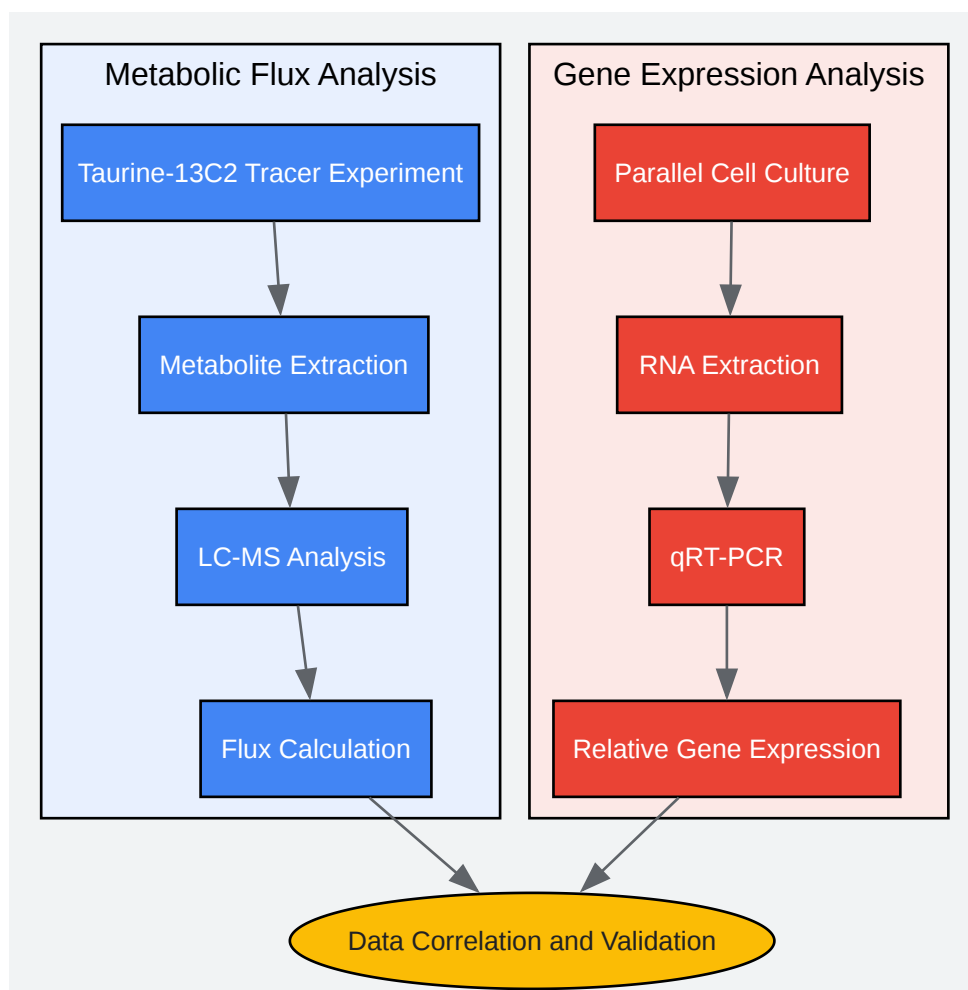 Metabolic Flux Analysis
Taurine-13C2 Tracer Experiment
Metabolite Extraction
LC-MS Analysis
Flux Calculation
Gene Expression Analysis
Parallel Cell Culture
RNA Extraction
qRT-PCR
Relative Gene Expression
Data Correlation and Validation